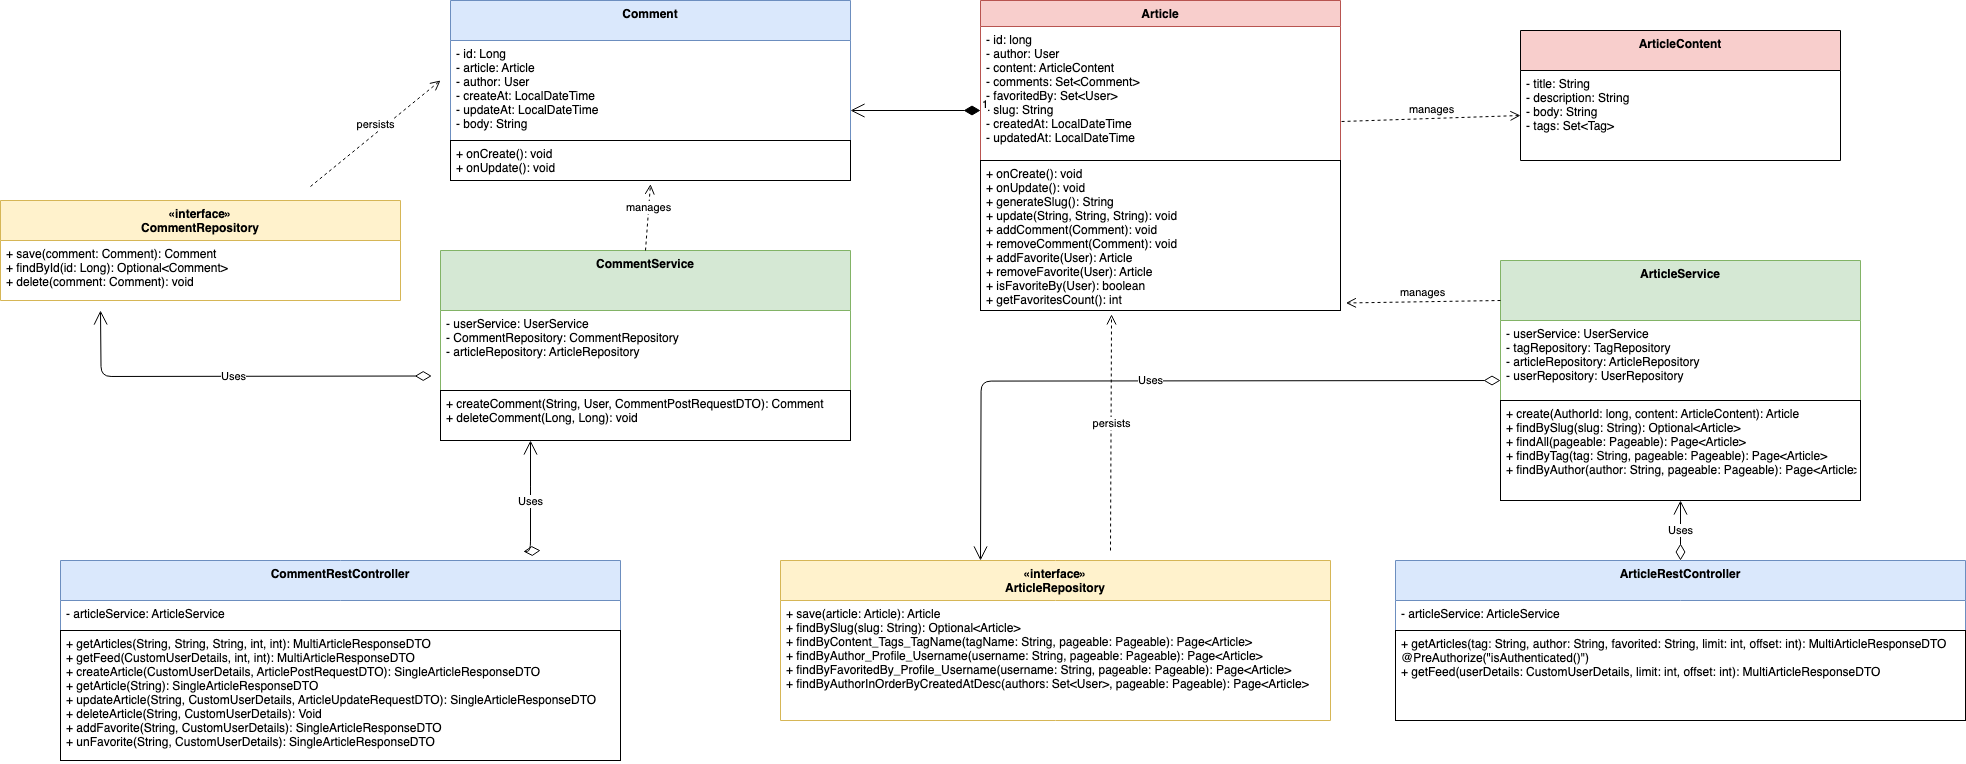 Comment
- id: Long
- article: Article
- author: User
- createAt: LocalDateTime
- updateAt: LocalDateTime
- body: String
+ onCreate(): void
+ onUpdate(): void
Article
- id: long
- author: User
- content: ArticleContent
- comments: Set<Comment>
- favoritedBy: Set<User>
- slug: String
- createdAt: LocalDateTime
- updatedAt: LocalDateTime
1
+ onCreate(): void
+ onUpdate(): void
+ generateSlug(): String
+ update(String, String, String): void
+ addComment(Comment): void
+ removeComment(Comment): void
+ addFavorite(User): Article
+ removeFavorite(User): Article
+ isFavoriteBy(User): boolean
+ getFavoritesCount(): int
manages
ArticleContent
- title: String
- description: String
- body: String
- tags: Set<Tag>
persists
«interface»
CommentRepository
+ save(comment: Comment): Comment
+ findById(id: Long): Optional<Comment>
+ delete(comment: Comment): void
manages
CommentService
- userService: UserService
- CommentRepository: CommentRepository
- articleRepository: ArticleRepository
+ createComment(String, User, CommentPostRequestDTO): Comment
+ deleteComment(Long, Long): void
Uses
manages
ArticleService
- userService: UserService
- tagRepository: TagRepository
- articleRepository: ArticleRepository
- userRepository: UserRepository
+ create(AuthorId: long, content: ArticleContent): Article
+ findBySlug(slug: String): Optional<Article>
+ findAll(pageable: Pageable): Page<Article>
+ findByTag(tag: String, pageable: Pageable): Page<Article>
+ findByAuthor(author: String, pageable: Pageable): Page<Article>
Uses
persists
Uses
Uses
CommentRestController
- articleService: ArticleService
+ getArticles(String, String, String, int, int): MultiArticleResponseDTO
+ getFeed(CustomUserDetails, int, int): MultiArticleResponseDTO
+ createArticle(CustomUserDetails, ArticlePostRequestDTO): SingleArticleResponseDTO
+ getArticle(String): SingleArticleResponseDTO
+ updateArticle(String, CustomUserDetails, ArticleUpdateRequestDTO): SingleArticleResponseDTO
+ deleteArticle(String, CustomUserDetails): Void
+ addFavorite(String, CustomUserDetails): SingleArticleResponseDTO
+ unFavorite(String, CustomUserDetails): SingleArticleResponseDTO
«interface»
ArticleRepository
+ save(article: Article): Article
+ findBySlug(slug: String): Optional<Article>
+ findByContent_Tags_TagName(tagName: String, pageable: Pageable): Page<Article>
+ findByAuthor_Profile_Username(username: String, pageable: Pageable): Page<Article>
+ findByFavoritedBy_Profile_Username(username: String, pageable: Pageable): Page<Article>
+ findByAuthorInOrderByCreatedAtDesc(authors: Set<User>, pageable: Pageable): Page<Article>
ArticleRestController
- articleService: ArticleService
+ getArticles(tag: String, author: String, favorited: String, limit: int, offset: int): MultiArticleResponseDTO
@PreAuthorize("isAuthenticated()")
+ getFeed(userDetails: CustomUserDetails, limit: int, offset: int): MultiArticleResponseDTO